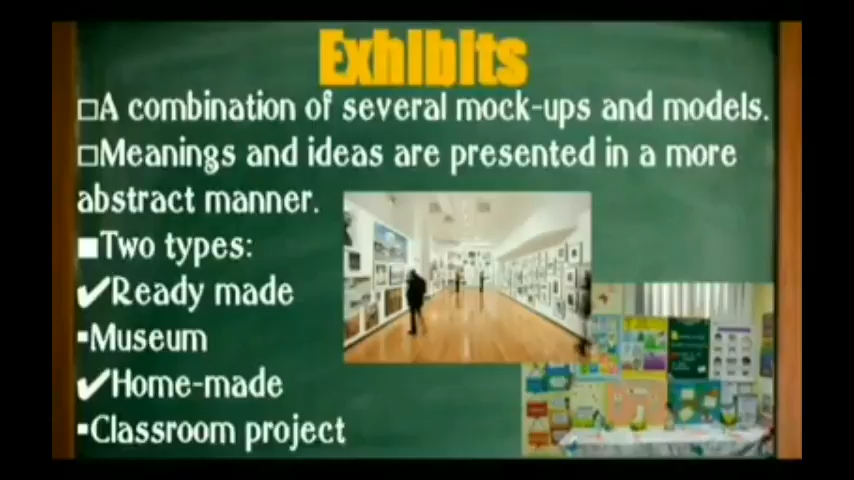 Exhibits
□A combination of several mock-ups and models.
□Meanings and ideas are presented in a more
abstract manner.
■Two types:
✔Ready made
▪Museum
✔Home-made
▪Classroom project